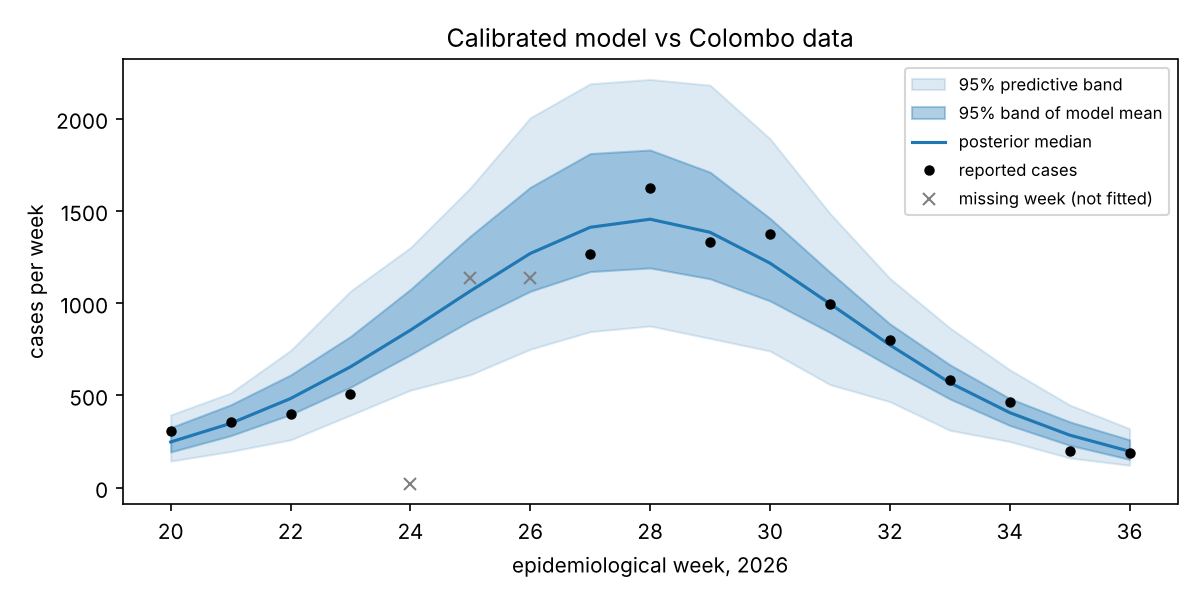 Calibrated model vs Colombo data
95% predictive band
95% band of model mean
posterior median
reported cases
missing week (not fitted)
cases per week
2000
1500
1000
500
0
20 22 24 26 28 30 32 34 36
epidemiological week, 2026